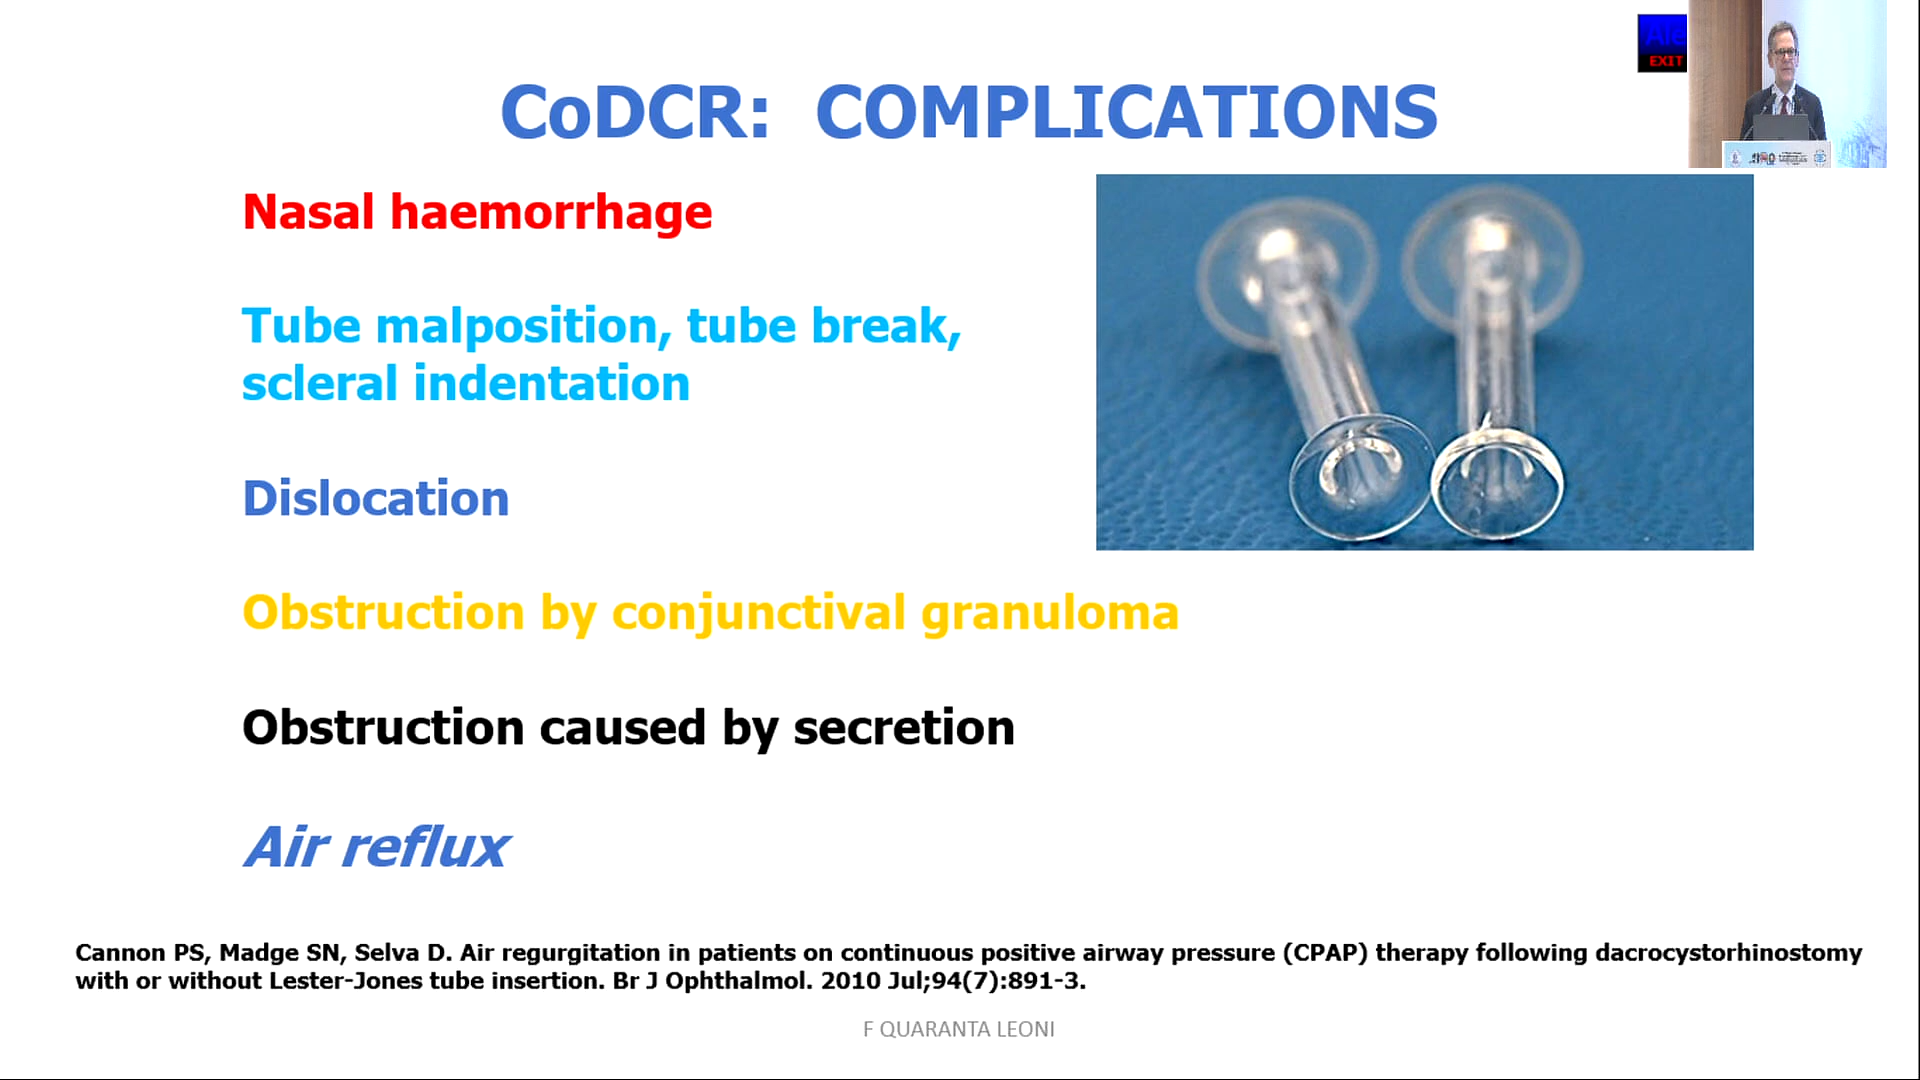 CoDCR: COMPLICATIONS
EXIT
Nasal haemorrhage
Tube malposition, tube break,
scleral indentation
Dislocation
Obstruction by conjunctival granuloma
Obstruction caused by secretion
Air reflux
Cannon PS, Madge SN, Selva D. Air regurgitation in patients on continuous positive airway pressure (CPAP) therapy following dacrocystorhinostomy
with or without Lester-Jones tube insertion. Br J Ophthalmol. 2010 Jul;94(7):891-3.
F QUARANTA LEONI